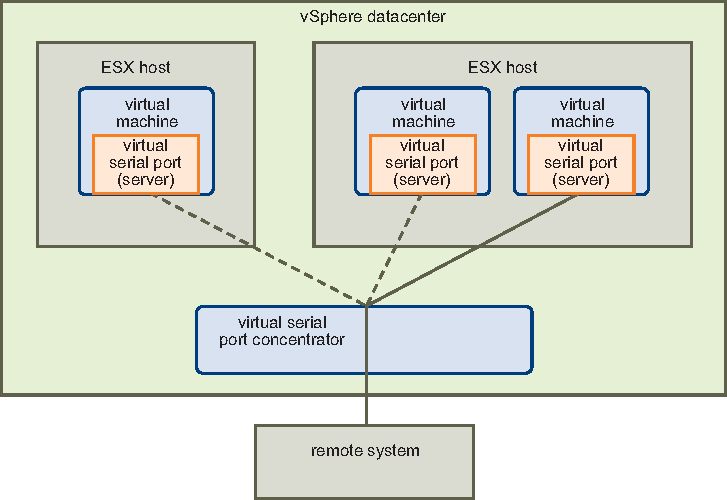 vSphere datacenter
ESX host
virtual
machine
virtual
serial port
(server)
ESX host
virtual
machine
virtual
serial port
(server)
virtual
machine
virtual
serial port
(server)
virtual serial
port concentrator
remote system